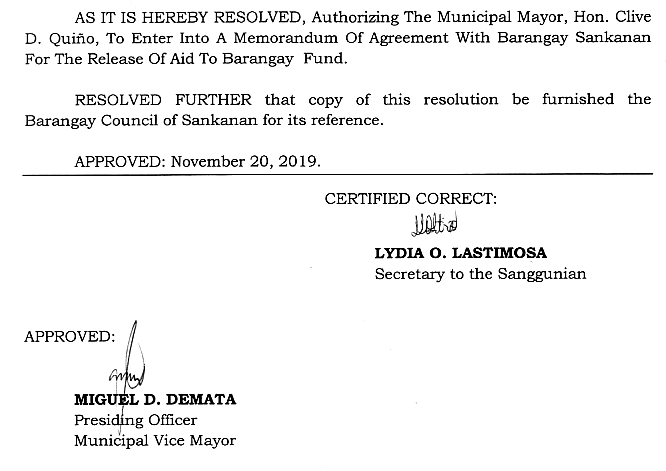 AS IT IS HEREBY RESOLVED, Authorizing The Municipal Mayor, Hon. Clive
D. Quiño, To Enter Into A Memorandum Of Agreement With Barangay Sankanan
For The Release Of Aid To Barangay Fund.
RESOLVED FURTHER that copy of this resolution be furnished the
Barangay Council of Sankanan for its reference.
APPROVED: November 20, 2019.
CERTIFIED CORRECT:
LYDIA O. LASTIMOSA
Secretary to the Sanggunian
APPROVED:
MIGUEL D. DEMATA
Presiding Officer
Municipal Vice Mayor